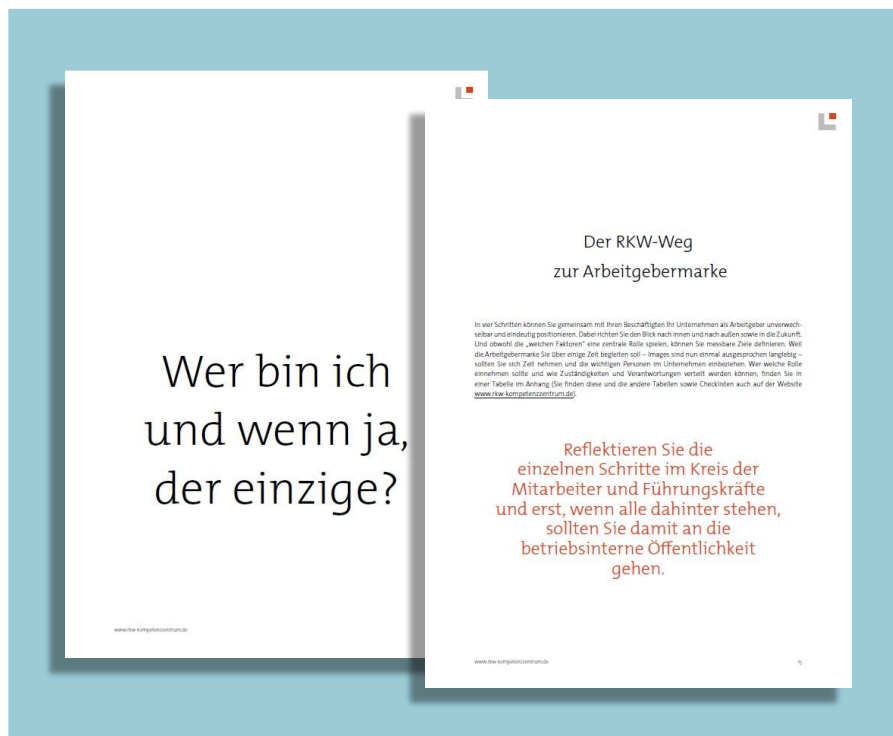 Wer bin ich
und wenn ja,
der einzige?
www.rkw-kompetenzzentrum.de
Der RKW-Weg
zur Arbeitgebermarke
In vier Schritten können Sie gemeinsam mit Ihren Beschäftigten Ihr Unternehmen als Arbeitgeber unverwech-
selbar und eindeutig positionieren. Dabei richten Sie den Blick nach innen und nach außen sowie in die Zukunft.
Und obwohl die „weichen Faktoren“ eine zentrale Rolle spielen, können Sie messbare Ziele definieren. Weil
die Arbeitgebermarke Sie über einige Zeit begleiten soll – Images sind nun einmal ausgesprochen langlebig –
sollten Sie sich Zeit nehmen und die wichtigen Personen im Unternehmen einbeziehen. Wer welche Rolle
einnehmen sollte und wie Zuständigkeiten und Verantwortungen verteilt werden können, finden Sie in
einer Tabelle im Anhang (Sie finden diese und die andere Tabellen sowie Checklisten auch auf der Website
www.rkw-kompetenzzentrum.de).
Reflektieren Sie die
einzelnen Schritte im Kreis der
Mitarbeiter und Führungskräfte
und erst, wenn alle dahinter stehen,
sollten Sie damit an die
betriebsinterne Öffentlichkeit
gehen.
www.rkw-kompetenzzentrum.de
15